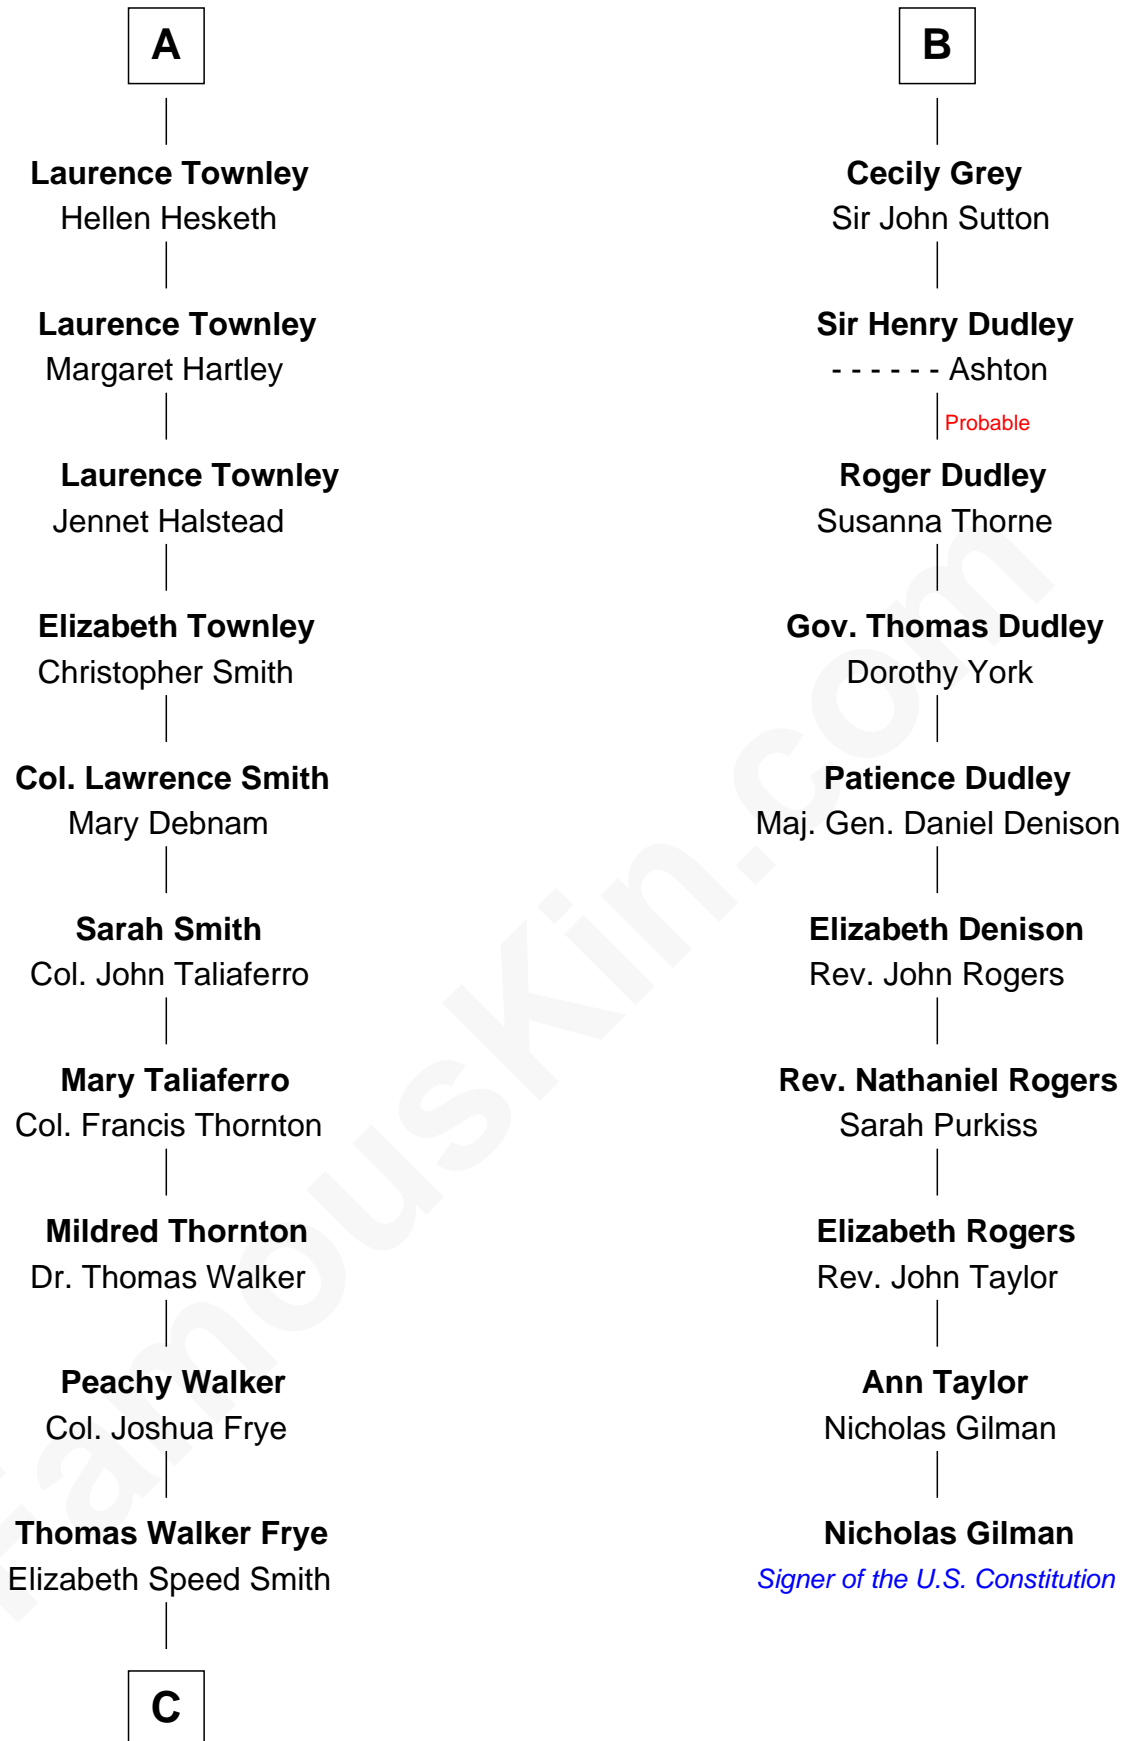 A
Laurence Townley
Hellen Hesketh
Laurence Townley
Margaret Hartley
Laurence Townley
Jennet Halstead
Elizabeth Townley
Christopher Smith
Col. Lawrence Smith
Mary Debnam
Sarah Smith
Col. John Taliaferro
Mary Taliaferro
Col. Francis Thornton
Mildred Thornton
Dr. Thomas Walker
Peachy Walker
Col. Joshua Frye
Thomas Walker Frye
Elizabeth Speed Smith
C
B
Cecily Grey
Sir John Sutton
Sir Henry Dudley
- - - - - - Ashton
Probable
Roger Dudley
Susanna Thorne
Gov. Thomas Dudley
Dorothy York
Patience Dudley
Maj. Gen. Daniel Denison
Elizabeth Denison
Rev. John Rogers
Rev. Nathaniel Rogers
Sarah Purkiss
Elizabeth Rogers
Rev. John Taylor
Ann Taylor
Nicholas Gilman
Nicholas Gilman
Signer of the U.S. Constitution
FamousKin.com